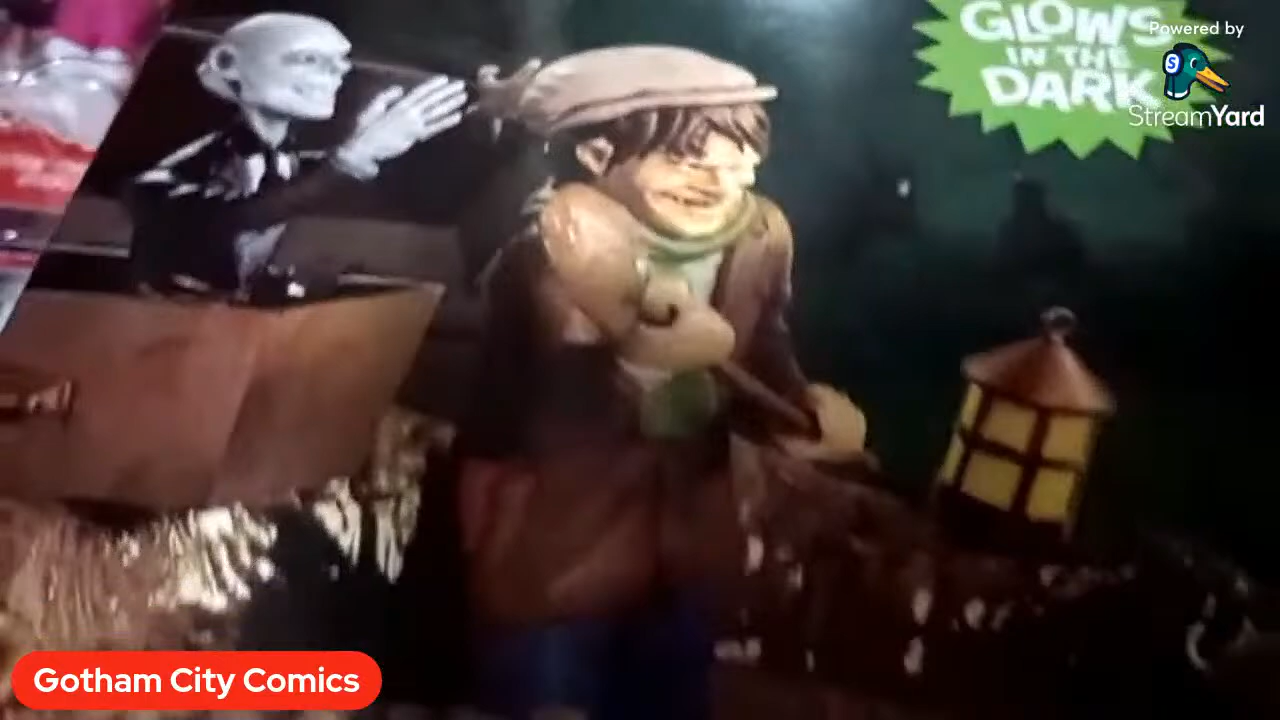 GLOWS
IN THE
DARK
Powered by
StreamYard
Gotham City Comics